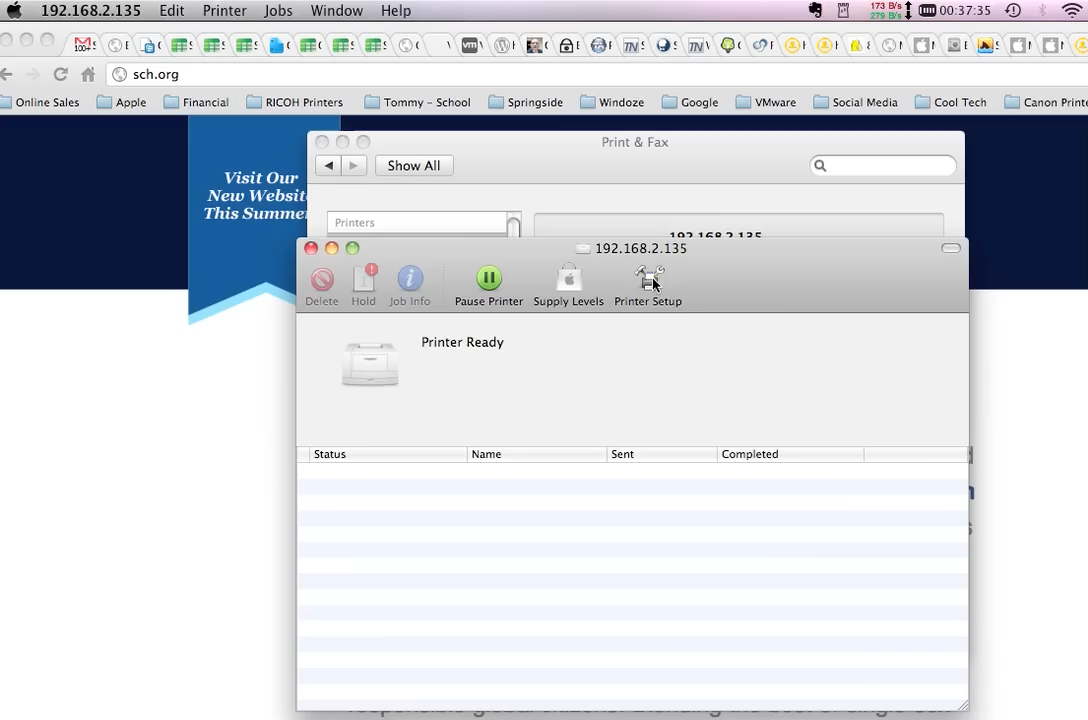 192.168.2.135 Edit Printer Jobs Window Help 173 B/s 279 B/s 00:37:35
sch.org
Online Sales Apple Financial RICOH Printers Tommy – School Springside Windoze Google VMware Social Media Cool Tech Canon Printe
Visit Our
New Website
This Summer
Print & Fax
Show All
Printers
192.168.2.135
192.168.2.135
Delete Hold Job Info Pause Printer Supply Levels Printer Setup
Printer Ready
Status Name Sent Completed